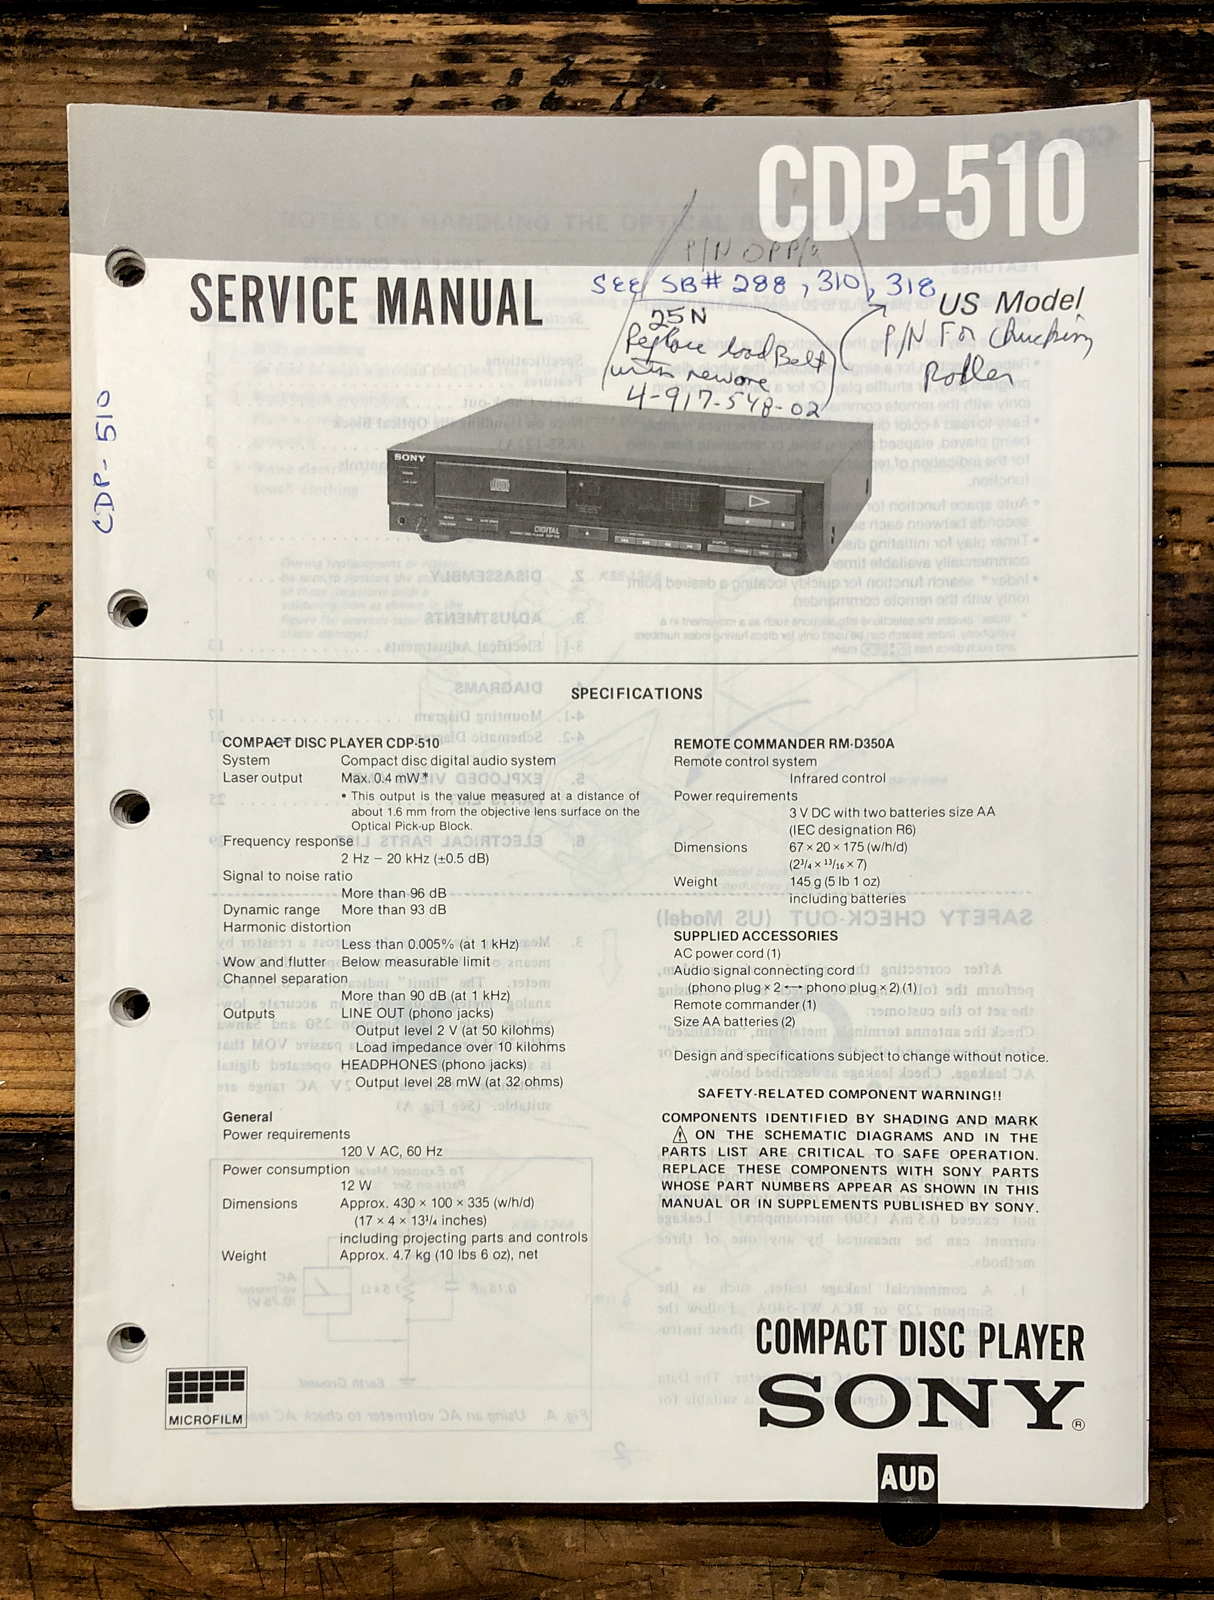 CDP-510
SERVICE MANUAL
P/N OPP/
SEE SB# 288, 310, 318
US Model
25N
Replace load Belt
with newone
4-917-548-02
P/N For Chucking
Roller
CDP-510
SONY
DIGITAL
SPECIFICATIONS
COMPACT DISC PLAYER CDP-510
System Compact disc digital audio system
Laser output Max. 0.4 mW*
• This output is the value measured at a distance of
about 1.6 mm from the objective lens surface on the
Optical Pick-up Block.
Frequency response
2 Hz – 20 kHz (±0.5 dB)
Signal to noise ratio
More than 96 dB
Dynamic range More than 93 dB
Harmonic distortion
Less than 0.005% (at 1 kHz)
Wow and flutter Below measurable limit
Channel separation
More than 90 dB (at 1 kHz)
Outputs LINE OUT (phono jacks)
Output level 2 V (at 50 kilohms)
Load impedance over 10 kilohms
HEADPHONES (phono jacks)
Output level 28 mW (at 32 ohms)
General
Power requirements
120 V AC, 60 Hz
Power consumption
12 W
Dimensions Approx. 430 × 100 × 335 (w/h/d)
(17 × 4 × 13¹/₄ inches)
including projecting parts and controls
Weight Approx. 4.7 kg (10 lbs 6 oz), net
REMOTE COMMANDER RM-D350A
Remote control system
Infrared control
Power requirements
3 V DC with two batteries size AA
(IEC designation R6)
Dimensions 67 × 20 × 175 (w/h/d)
(2³/₄ × ¹³/₁₆ × 7)
Weight 145 g (5 lb 1 oz)
including batteries
SUPPLIED ACCESSORIES
AC power cord (1)
Audio signal connecting cord
(phono plug × 2 ↔ phono plug × 2) (1)
Remote commander (1)
Size AA batteries (2)
Design and specifications subject to change without notice.
SAFETY-RELATED COMPONENT WARNING!!
COMPONENTS IDENTIFIED BY SHADING AND MARK
⚠ ON THE SCHEMATIC DIAGRAMS AND IN THE
PARTS LIST ARE CRITICAL TO SAFE OPERATION.
REPLACE THESE COMPONENTS WITH SONY PARTS
WHOSE PART NUMBERS APPEAR AS SHOWN IN THIS
MANUAL OR IN SUPPLEMENTS PUBLISHED BY SONY.
MICROFILM
COMPACT DISC PLAYER
SONY®
AUD